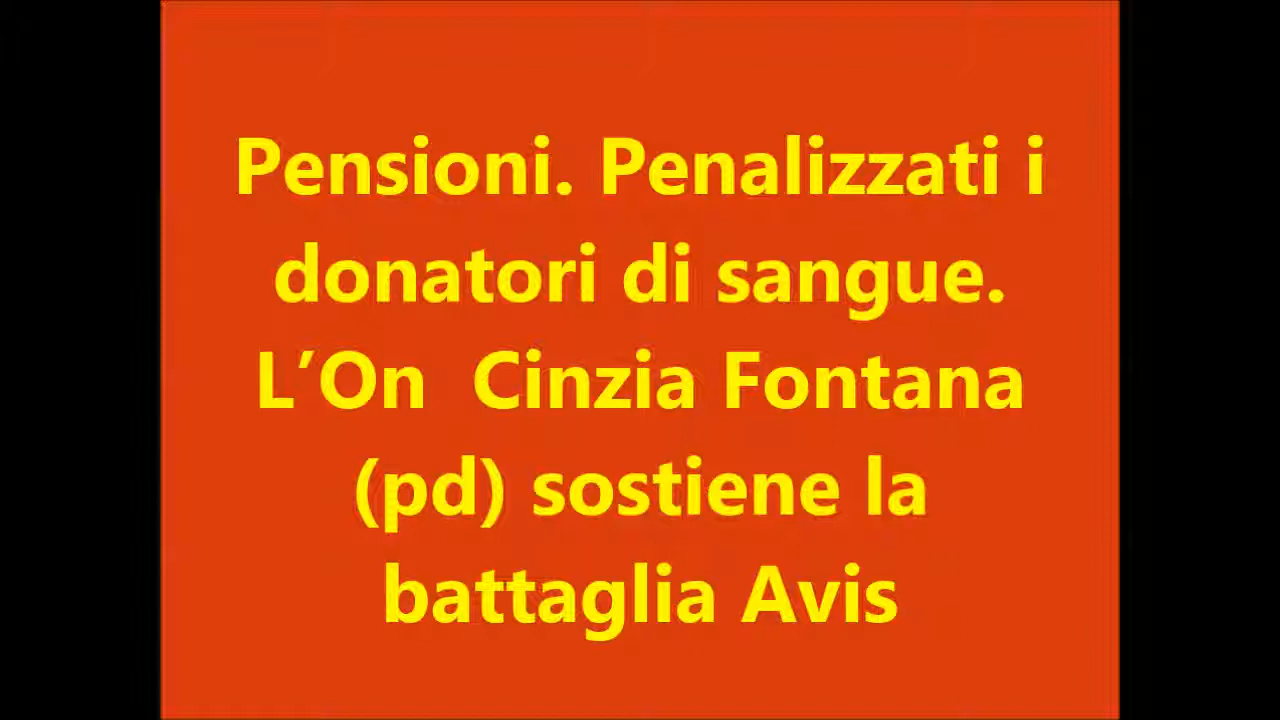 Pensioni. Penalizzati i
donatori di sangue.
L’On  Cinzia Fontana
(pd) sostiene la
battaglia Avis